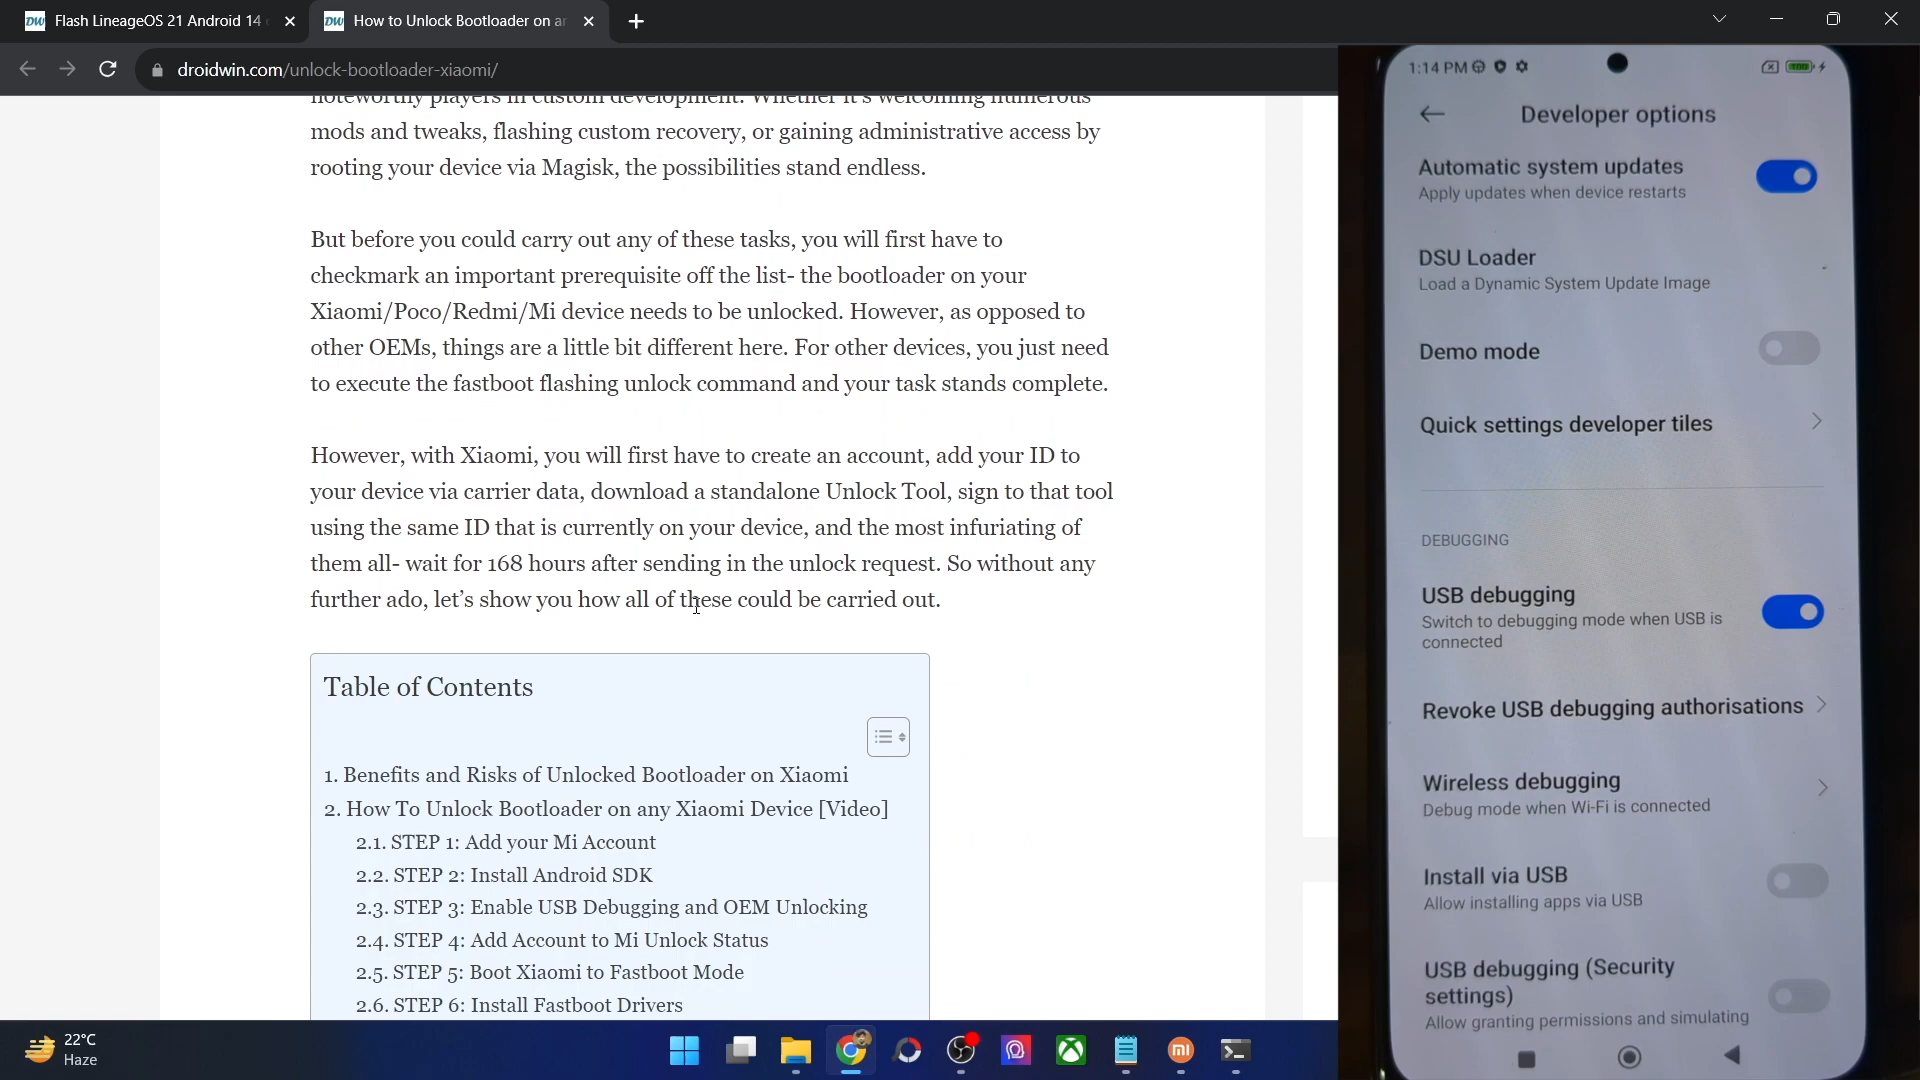 Flash LineageOS 21 Android 14
How to Unlock Bootloader on
droidwin.com/unlock-bootloader-xiaomi/
noteworthy players in custom development. Whether it's welcoming numerous
mods and tweaks, flashing custom recovery, or gaining administrative access by
rooting your device via Magisk, the possibilities stand endless.
But before you could carry out any of these tasks, you will first have to
checkmark an important prerequisite off the list- the bootloader on your
Xiaomi/Poco/Redmi/Mi device needs to be unlocked. However, as opposed to
other OEMs, things are a little bit different here. For other devices, you just need
to execute the fastboot flashing unlock command and your task stands complete.
However, with Xiaomi, you will first have to create an account, add your ID to
your device via carrier data, download a standalone Unlock Tool, sign to that tool
using the same ID that is currently on your device, and the most infuriating of
them all- wait for 168 hours after sending in the unlock request. So without any
further ado, let's show you how all of these could be carried out.
Table of Contents
1. Benefits and Risks of Unlocked Bootloader on Xiaomi
2. How To Unlock Bootloader on any Xiaomi Device [Video]
2.1. STEP 1: Add your Mi Account
2.2. STEP 2: Install Android SDK
2.3. STEP 3: Enable USB Debugging and OEM Unlocking
2.4. STEP 4: Add Account to Mi Unlock Status
2.5. STEP 5: Boot Xiaomi to Fastboot Mode
2.6. STEP 6: Install Fastboot Drivers
22°C
Haze
1:14 PM
100
Developer options
Automatic system updates
Apply updates when device restarts
DSU Loader
Load a Dynamic System Update Image
Demo mode
Quick settings developer tiles
DEBUGGING
USB debugging
Switch to debugging mode when USB is
connected
Revoke USB debugging authorisations
Wireless debugging
Debug mode when Wi-Fi is connected
Install via USB
Allow installing apps via USB
USB debugging (Security
settings)
Allow granting permissions and simulating